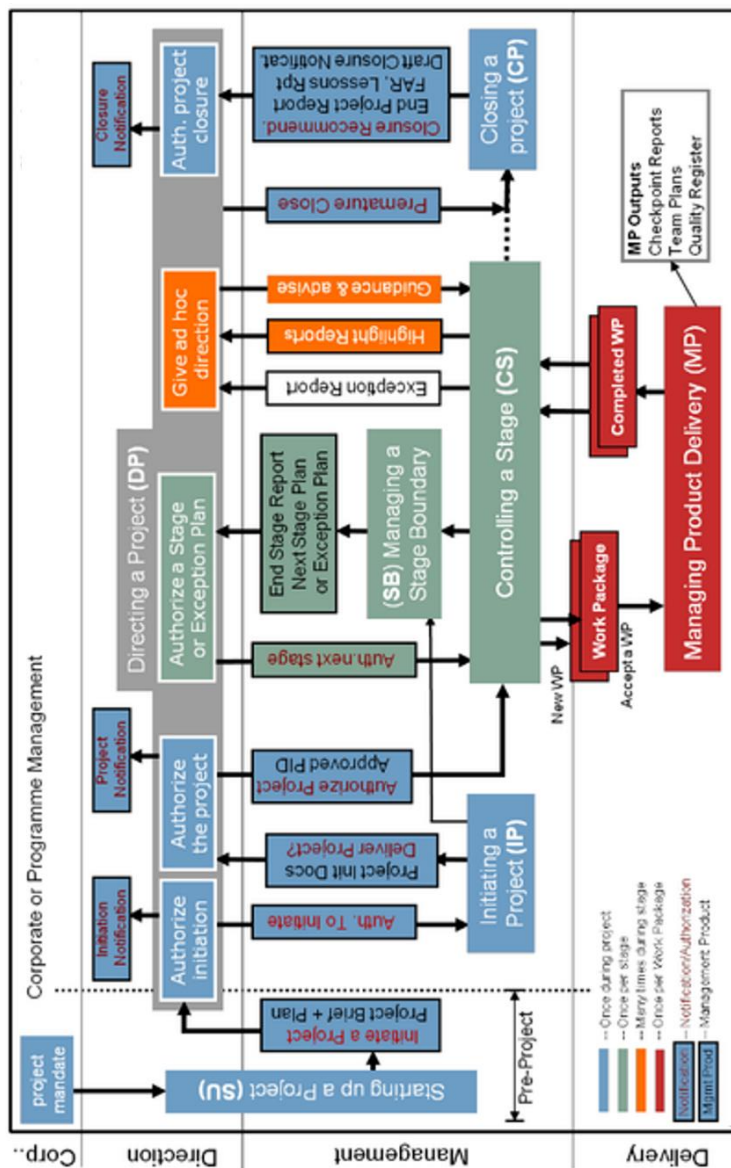 Corporate or Programme Management
Corp..
Direction
Management
Delivery
project
mandate
Starting up a Project (SU)
Pre-Project
Initiate a Project
Project Brief + Plan
Initiation
Notification
Authorize
initiation
Auth. To Initiate
Initiating a
Project (IP)
Project Init Docs
Deliver Project?
Project
Notification
Authorize
the project
Authorize Project
Approved PID
Directing a Project (DP)
Authorize a Stage
or Exception Plan
Auth.next stage
End Stage Report
Next Stage Plan
or Exception Plan
(SB) Managing a
Stage Boundary
Controlling a Stage (CS)
Give ad hoc
direction
Exception Report
Highlight Reports
Guidance & advise
Premature Close
Closure
Notification
Auth. project
closure
Closure Recommend.
End Project Report
FAR, Lessons Rpt
Draft Closure Notificat.
Closing a
project (CP)
New WP
Work Package
Accept a WP
Completed WP
Managing Product Delivery (MP)
MP Outputs
Checkpoint Reports
Team Plans
Quality Register
-- Once during project
-- Once per stage
-- Many times during stage
-- Once per Work Package
Notification
-- Notification/Authorization
Mgmt Prod
-- Management Product